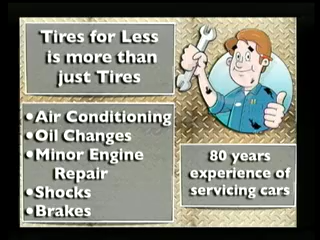 Tires for Less
is more than
just Tires
•Air Conditioning
•Oil Changes
•Minor Engine
Repair
•Shocks
•Brakes
80 years
experience of
servicing cars